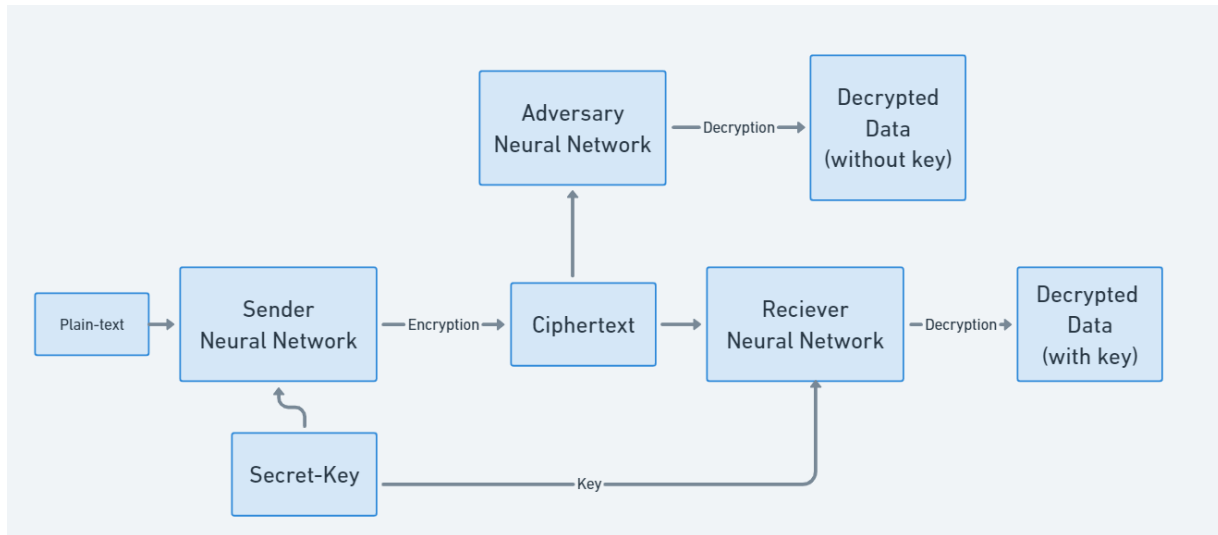 Adversary
Neural Network
Decryption
Decrypted
Data
(without key)
Plain-text
Sender
Neural Network
Encryption
Ciphertext
Reciever
Neural Network
Decryption
Decrypted
Data
(with key)
Secret-Key
Key